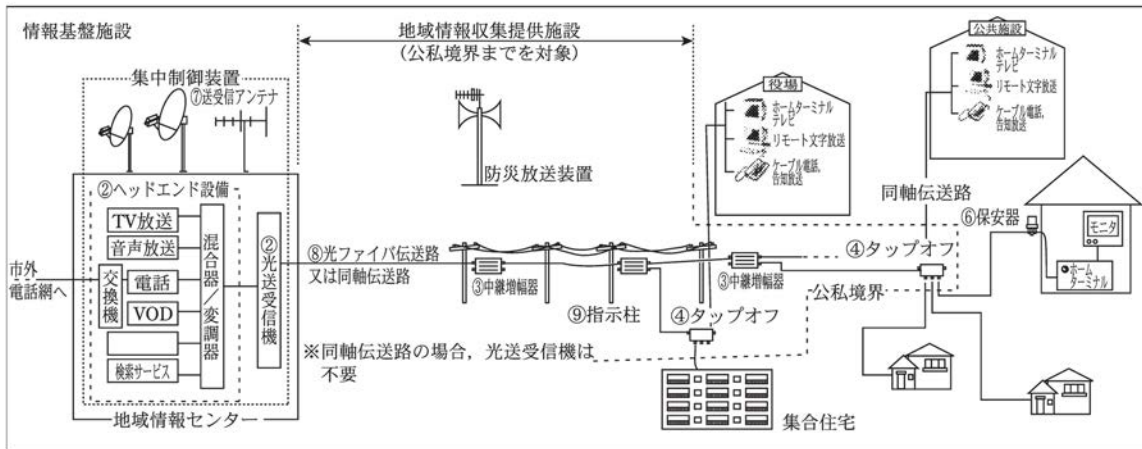 情報基盤施設
地域情報収集提供施設
(公私境界までを対象)
集中制御装置
⑦送受信アンテナ
防災放送装置
役場
ホームターミナル
テレビ
リモート文字放送
ケーブル電話,
告知放送
公共施設
ホームターミナル
テレビ
リモート文字放送
ケーブル電話,
告知放送
同軸伝送路
②ヘッドエンド設備
TV放送
音声放送
電話
VOD
検索サービス
交換機
混合器/変調器
②光送受信機
市外
電話網へ
⑧光ファイバ伝送路
又は同軸伝送路
③中継増幅器
③中継増幅器
④タップオフ
④タップオフ
⑥保安器
モニタ
ホーム
ターミナル
公私境界
⑨指示柱
※同軸伝送路の場合，光送受信機は
不要
集合住宅
地域情報センター